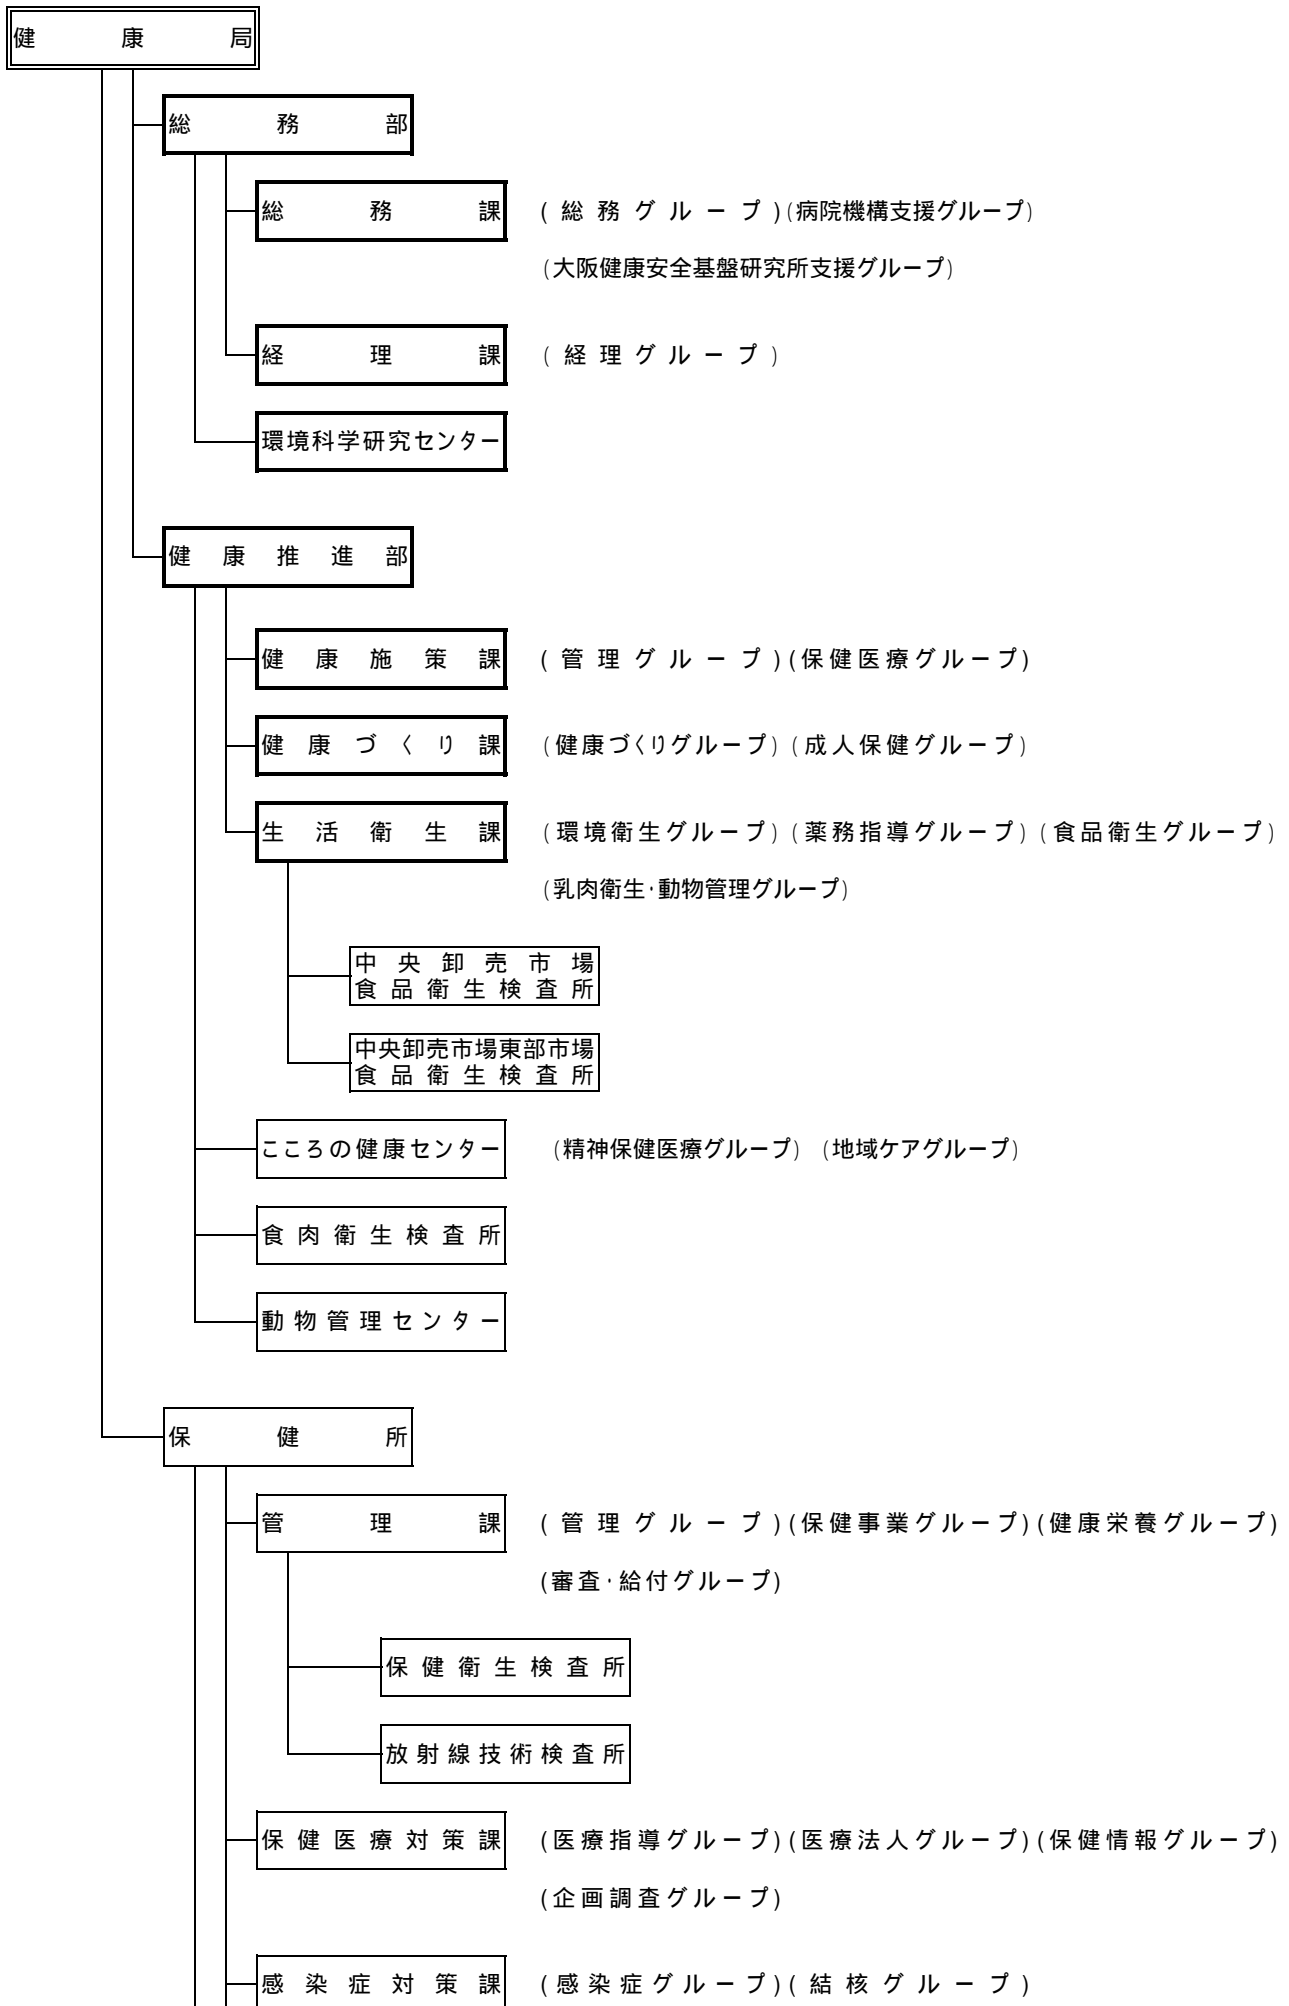 健康局
総務部
総務課 (総務グループ)(病院機構支援グループ)
(大阪健康安全基盤研究所支援グループ)
経理課 (経理グループ)
環境科学研究センター
健康推進部
健康施策課 (管理グループ)(保健医療グループ)
健康づくり課 (健康づくりグループ)(成人保健グループ)
生活衛生課 (環境衛生グループ)(薬務指導グループ)(食品衛生グループ)
(乳肉衛生・動物管理グループ)
中央卸売市場
食品衛生検査所
中央卸売市場東部市場
食品衛生検査所
こころの健康センター (精神保健医療グループ) (地域ケアグループ)
食肉衛生検査所
動物管理センター
保健所
管理課 (管理グループ)(保健事業グループ)(健康栄養グループ)
(審査・給付グループ)
保健衛生検査所
放射線技術検査所
保健医療対策課 (医療指導グループ)(医療法人グループ)(保健情報グループ)
(企画調査グループ)
感染症対策課 (感染症グループ)(結核グループ)